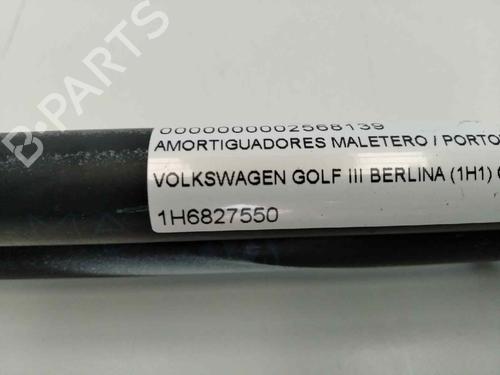 0000000002568139
AMORTIGUADORES MALETERO / PORTO
VOLKSWAGEN GOLF III BERLINA (1H1)
1H6827550
B-PARTS